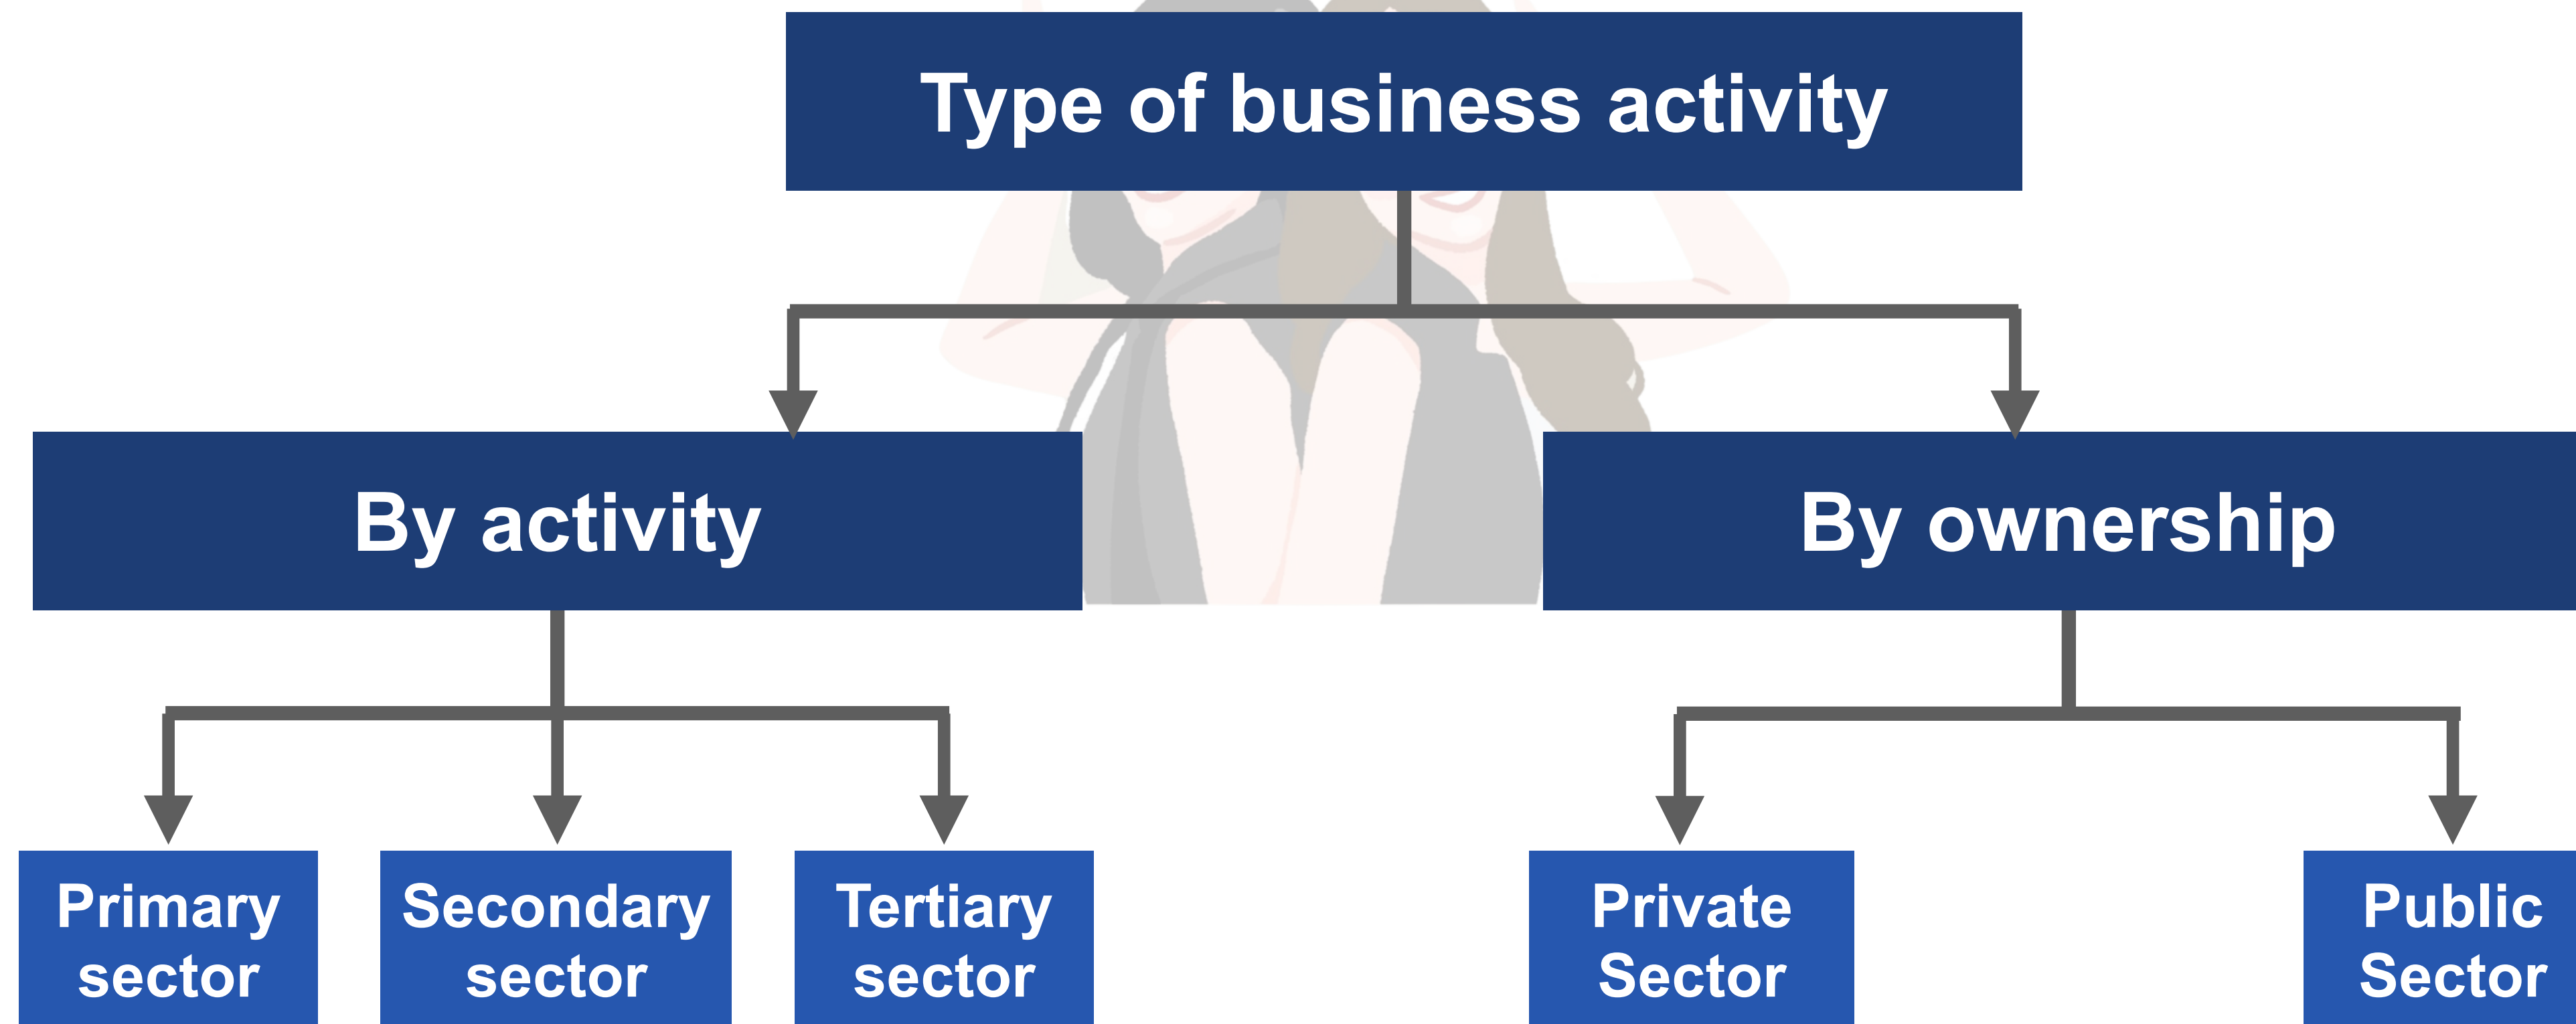 Type of business activity
By activity
By ownership
Primary
sector
Secondary
sector
Tertiary
sector
Private
Sector
Public
Sector